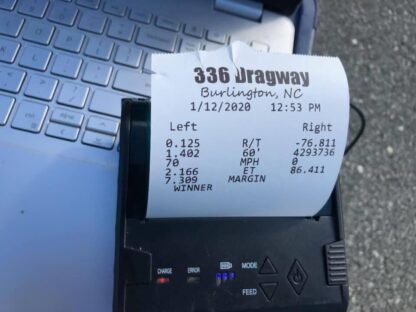 336 Dragway
Burlington, NC
1/12/2020 12:53 PM
Left Right
0.125 R/T -76.811
1.402 60' 4293736
70 MPH 0
2.166 ET 86.411
7.309 MARGIN
WINNER
CHARGE ERROR MODE
FEED